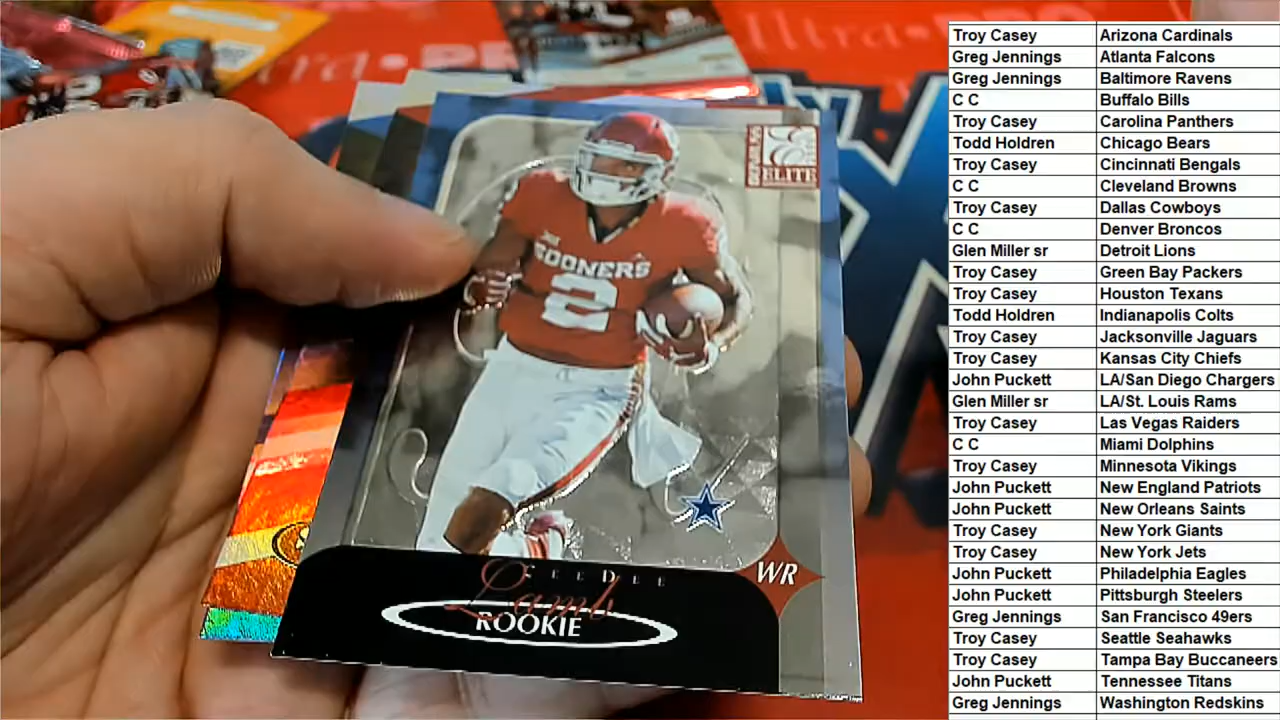 SOONERS
2
DONRUSS
ELITE
CeeDee
Lamb
ROOKIE
WR
Troy Casey Arizona Cardinals
Greg Jennings Atlanta Falcons
Greg Jennings Baltimore Ravens
C C Buffalo Bills
Troy Casey Carolina Panthers
Todd Holdren Chicago Bears
Troy Casey Cincinnati Bengals
C C Cleveland Browns
Troy Casey Dallas Cowboys
C C Denver Broncos
Glen Miller sr Detroit Lions
Troy Casey Green Bay Packers
Troy Casey Houston Texans
Todd Holdren Indianapolis Colts
Troy Casey Jacksonville Jaguars
Troy Casey Kansas City Chiefs
John Puckett LA/San Diego Chargers
Glen Miller sr LA/St. Louis Rams
Troy Casey Las Vegas Raiders
C C Miami Dolphins
Troy Casey Minnesota Vikings
John Puckett New England Patriots
John Puckett New Orleans Saints
Troy Casey New York Giants
Troy Casey New York Jets
John Puckett Philadelphia Eagles
John Puckett Pittsburgh Steelers
Greg Jennings San Francisco 49ers
Troy Casey Seattle Seahawks
Troy Casey Tampa Bay Buccaneers
John Puckett Tennessee Titans
Greg Jennings Washington Redskins